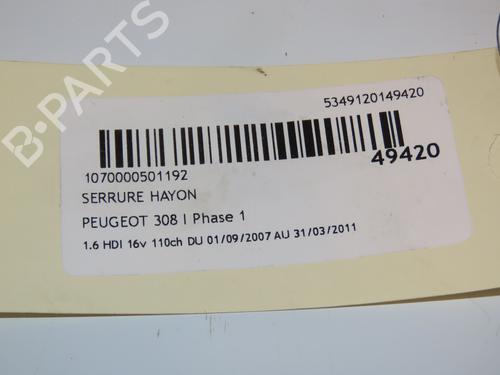 B-PARTS
5349120149420
49420
1070000501192
SERRURE HAYON
PEUGEOT 308 I Phase 1
1.6 HDI 16v 110ch DU 01/09/2007 AU 31/03/2011